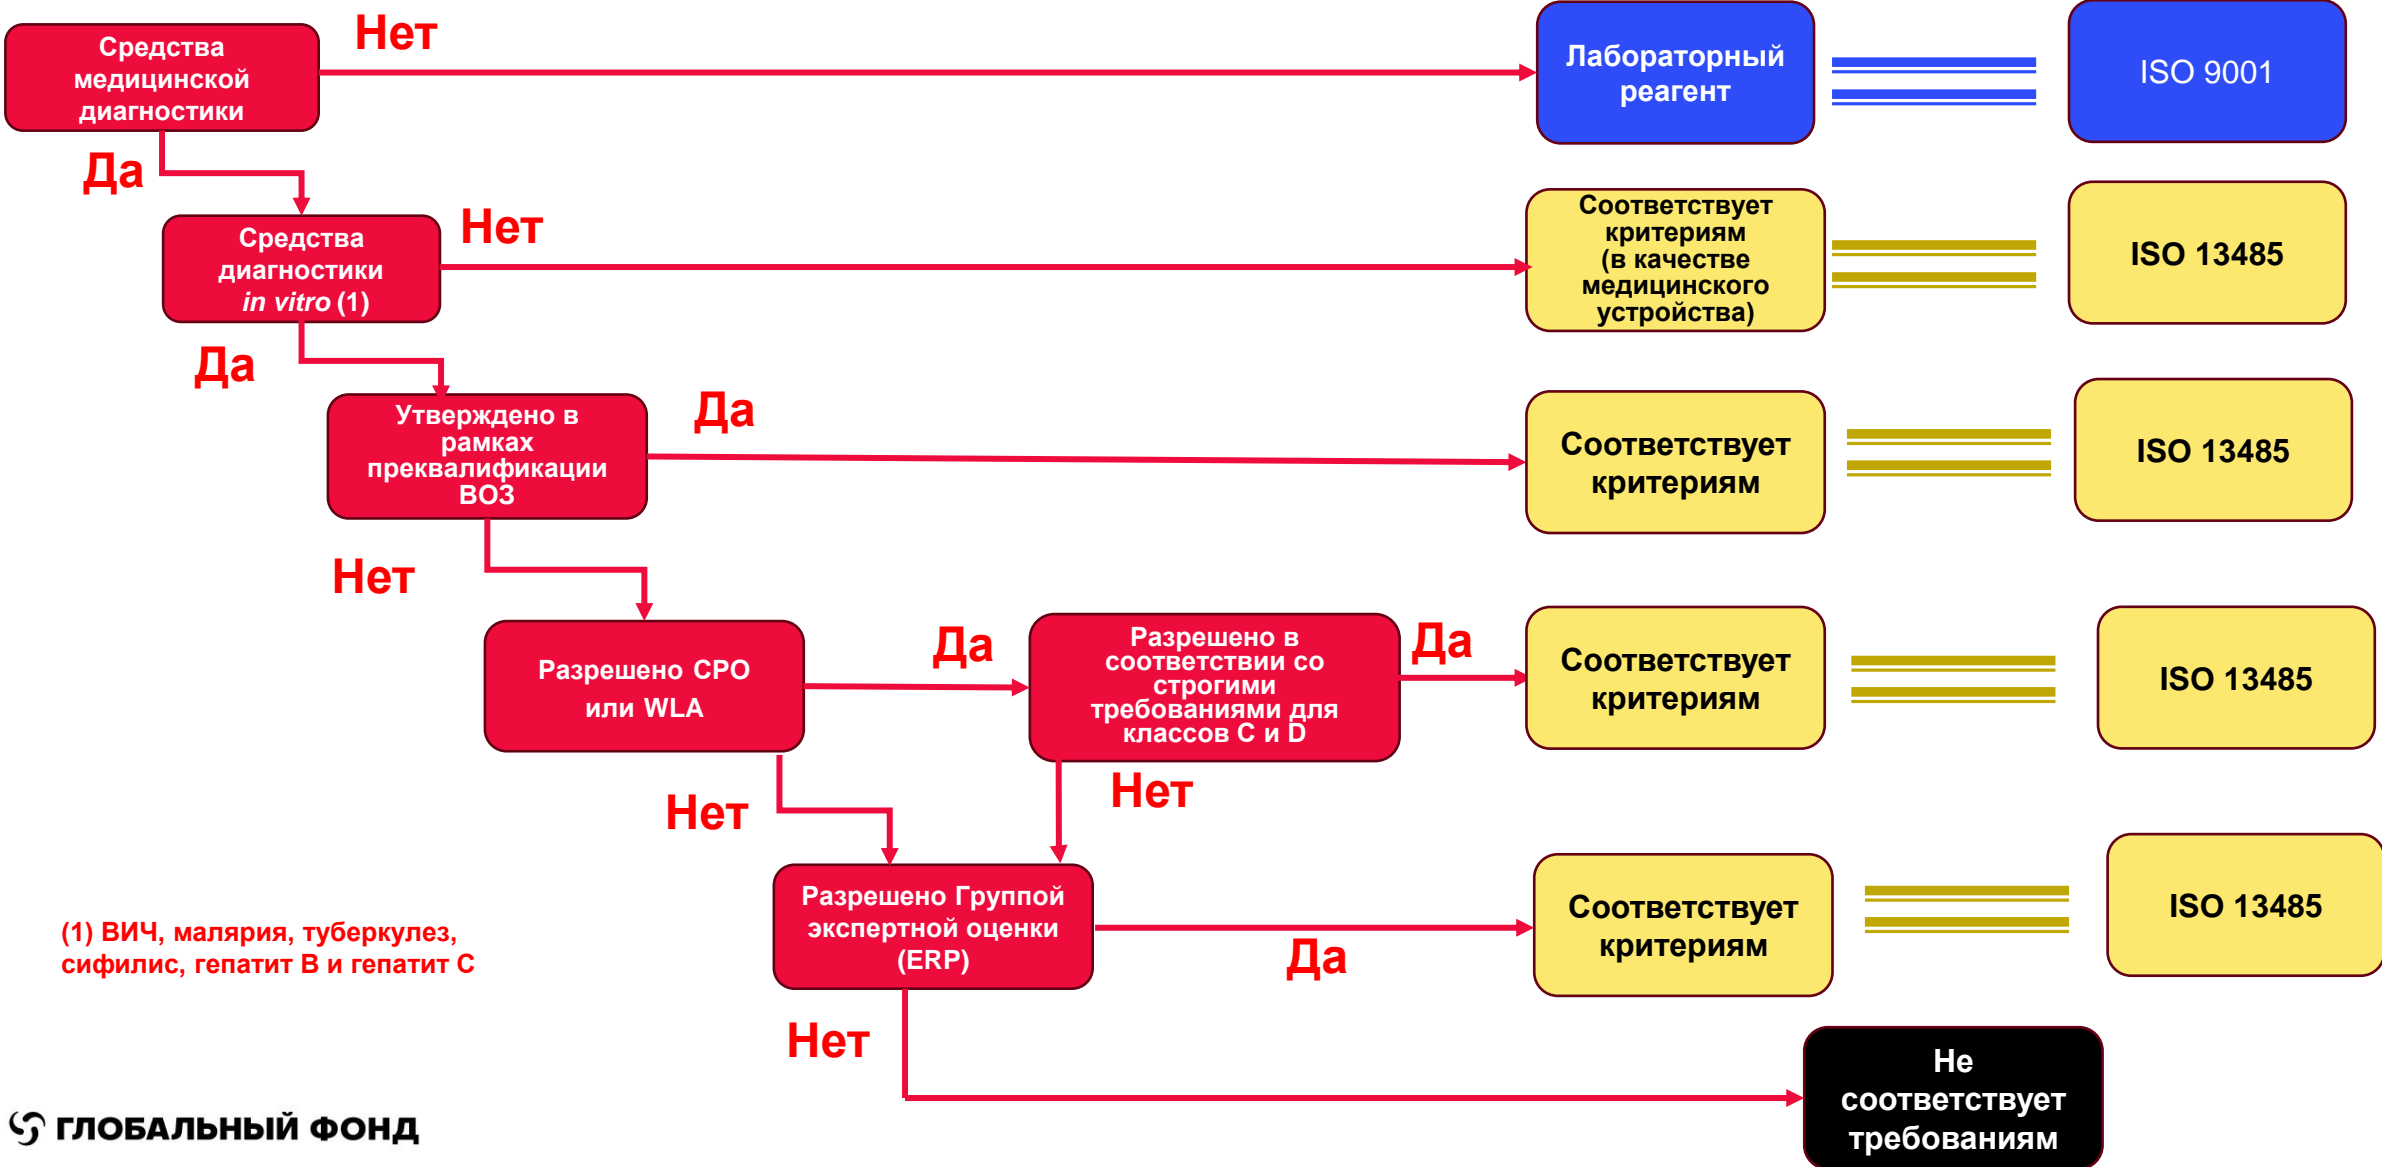 Средства
медицинской
диагностики
Нет
Лабораторный
реагент
ISO 9001
Да
Средства
диагностики
in vitro (1)
Нет
Соответствует
критериям
(в качестве
медицинского
устройства)
ISO 13485
Да
Утверждено в
рамках
преквалификации
ВОЗ
Да
Соответствует
критериям
ISO 13485
Нет
Разрешено СРО
или WLA
Да
Разрешено в
соответствии со
строгими
требованиями для
классов C и D
Да
Соответствует
критериям
ISO 13485
Нет
Нет
Разрешено Группой
экспертной оценки
(ERP)
Да
Соответствует
критериям
ISO 13485
(1) ВИЧ, малярия, туберкулез,
сифилис, гепатит В и гепатит С
Нет
Не
соответствует
требованиям
ГЛОБАЛЬНЫЙ ФОНД